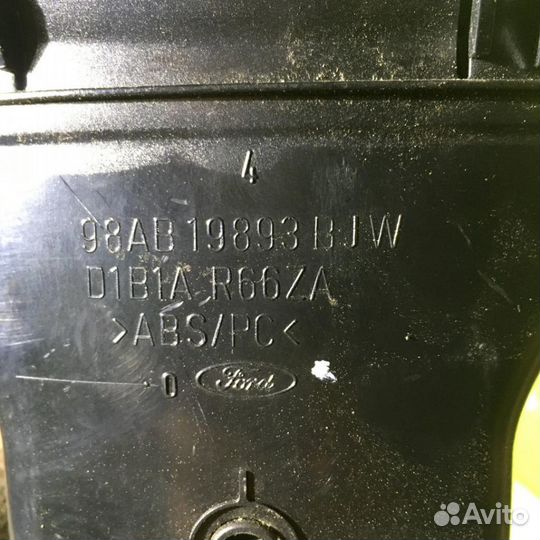 4
98AB 19893 BJW
D1B1A R66ZA
>ABS/PC<
0 Ford
Avito